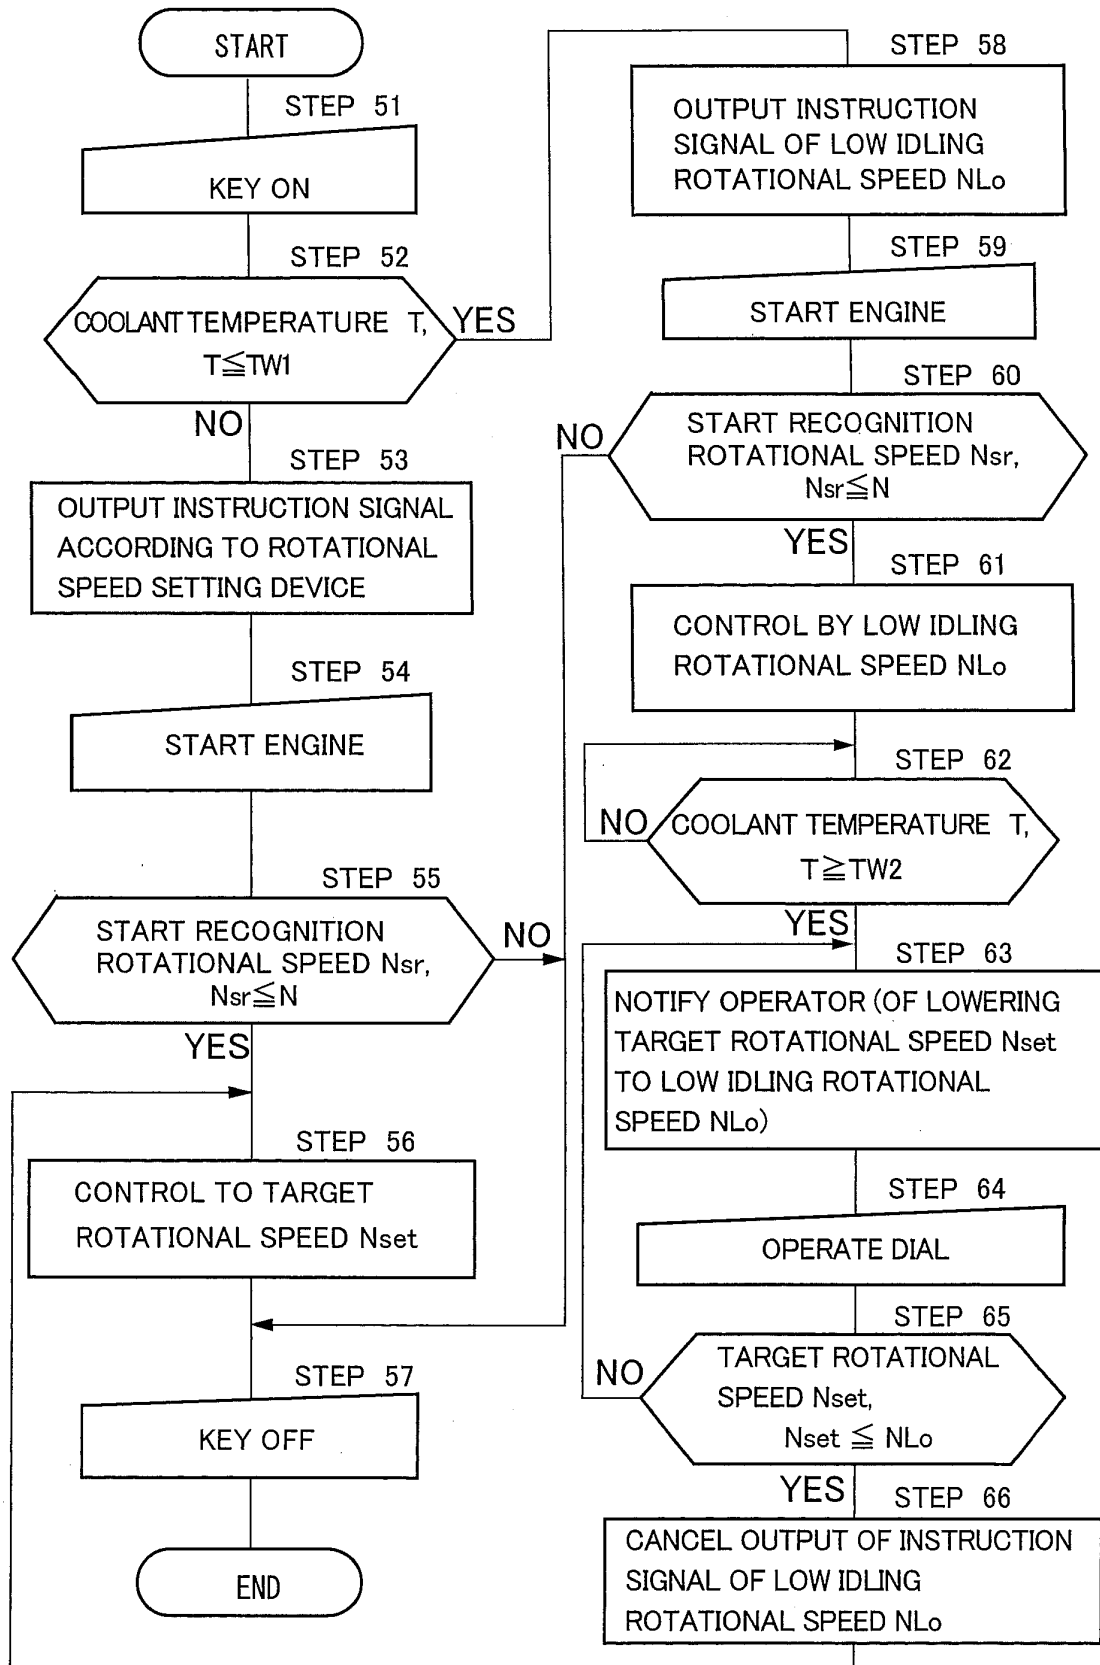 START
STEP 51
KEY ON
STEP 52
COOLANT TEMPERATURE T,
T≦TW1
YES
NO
STEP 53
OUTPUT INSTRUCTION SIGNAL
ACCORDING TO ROTATIONAL
SPEED SETTING DEVICE
STEP 54
START ENGINE
STEP 55
START RECOGNITION
ROTATIONAL SPEED Nsr,
Nsr≦N
NO
YES
STEP 56
CONTROL TO TARGET
ROTATIONAL SPEED Nset
STEP 57
KEY OFF
END
STEP 58
OUTPUT INSTRUCTION
SIGNAL OF LOW IDLING
ROTATIONAL SPEED NLo
STEP 59
START ENGINE
STEP 60
START RECOGNITION
ROTATIONAL SPEED Nsr,
Nsr≦N
NO
YES
STEP 61
CONTROL BY LOW IDLING
ROTATIONAL SPEED NLo
STEP 62
COOLANT TEMPERATURE T,
T≧TW2
NO
YES
STEP 63
NOTIFY OPERATOR (OF LOWERING
TARGET ROTATIONAL SPEED Nset
TO LOW IDLING ROTATIONAL
SPEED NLo)
STEP 64
OPERATE DIAL
STEP 65
TARGET ROTATIONAL
SPEED Nset,
Nset ≦ NLo
NO
YES
STEP 66
CANCEL OUTPUT OF INSTRUCTION
SIGNAL OF LOW IDLING
ROTATIONAL SPEED NLo